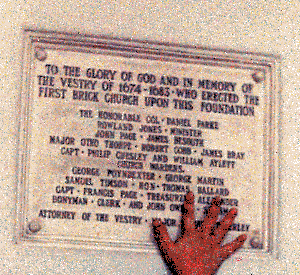 TO THE GLORY OF GOD AND IN MEMORY OF
THE VESTRY OF 1674-1683 · WHO ERECTED THE
FIRST BRICK CHURCH UPON THIS FOUNDATION
THE HONORABLE COL · DANIEL PARKE
ROWLAND JONES · MINISTER
JOHN PAGE · JAMES BESOUTH
MAJOR OTHO THORPE · ROBERT COBB · JAMES BRAY
CAPT · PHILIP CHESLEY AND WILLIAM AYLETT
CHURCH WARDENS.
GEORGE POYNDEXTER · GEORGE MARTIN
SAMUEL TIMSON · HON · THOMAS BALLARD
CAPT · FRANCIS PAGE TREASURER ALEXANDER
BONYMAN · CLERK · AND JOHN OWENS
ATTORNEY OF THE VESTRY